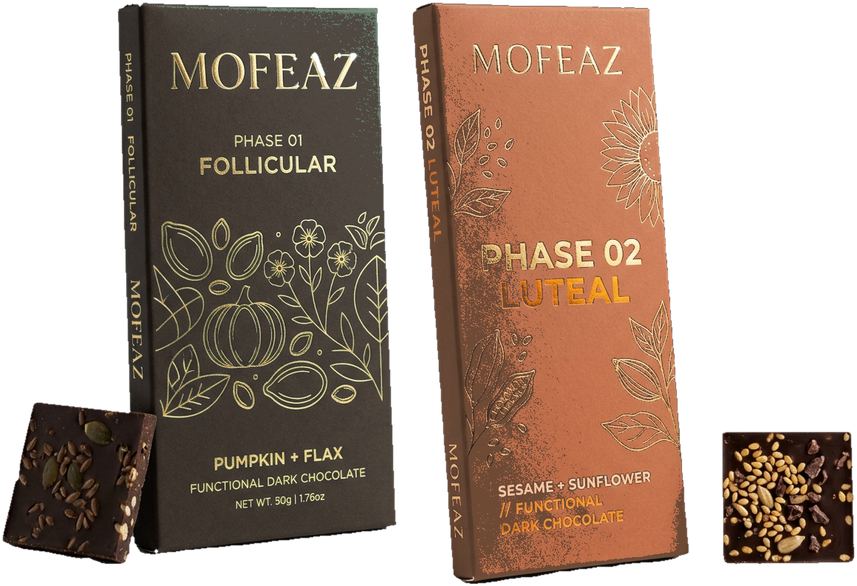 PHASE 01 FOLLICULAR MOFEAZ
MOFEAZ
PHASE 01
FOLLICULAR
PUMPKIN + FLAX
FUNCTIONAL DARK CHOCOLATE
NET WT. 50g | 1.76oz
PHASE 02 LUTEAL MOFEAZ
MOFEAZ
PHASE 02
LUTEAL
SESAME + SUNFLOWER
// FUNCTIONAL
DARK CHOCOLATE